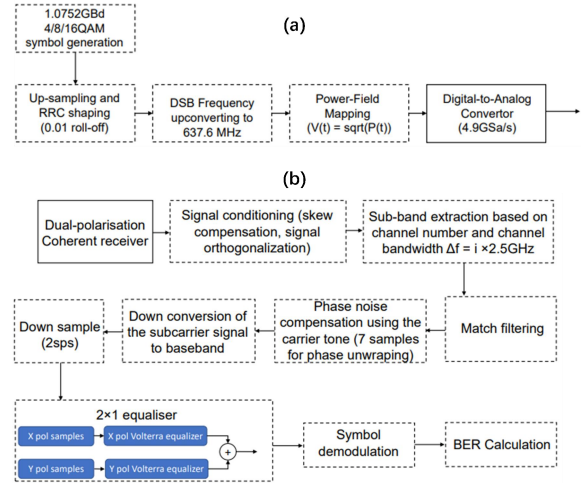 1.0752GBd
4/8/16QAM
symbol generation
(a)
Up-sampling and
RRC shaping
(0.01 roll-off)
DSB Frequency
upconverting to
637.6 MHz
Power-Field
Mapping
(V(t) = sqrt(P(t))
Digital-to-Analog
Convertor
(4.9GSa/s)
(b)
Dual-polarisation
Coherent receiver
Signal conditioning (skew
compensation, signal
orthogonalization)
Sub-band extraction based on
channel number and channel
bandwidth Δf = i ×2.5GHz
Down sample
(2sps)
Down conversion of
the subcarrier signal
to baseband
Phase noise
compensation using the
carrier tone (7 samples
for phase unwraping)
Match filtering
2×1 equaliser
X pol samples
X pol Volterra equalizer
+
Y pol samples
Y pol Volterra equalizer
Symbol
demodulation
BER Calculation